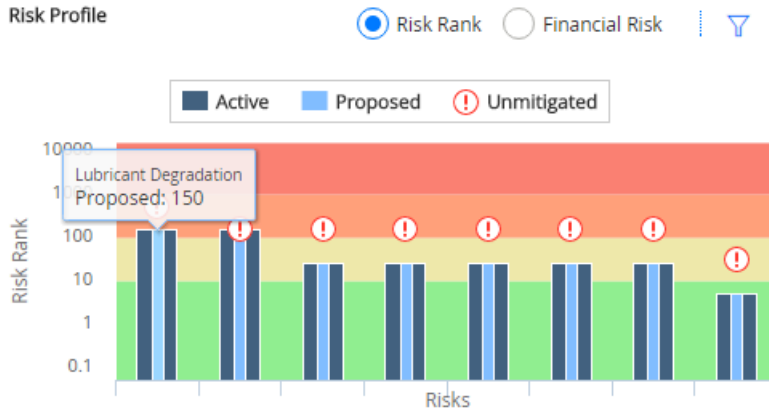 Risk Profile
Risk Rank
Financial Risk
Active
Proposed
Unmitigated
10000
Lubricant Degradation
Proposed: 150
1000
100
10
1
0.1
Risk Rank
Risks